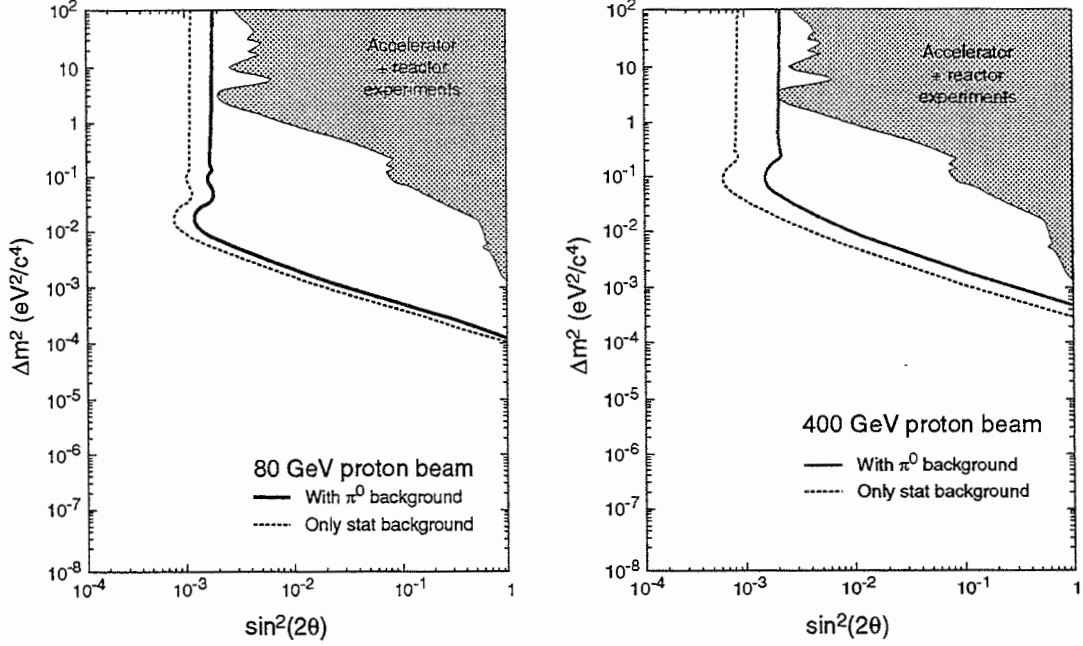 10²
10
1
10⁻¹
10⁻²
10⁻³
10⁻⁴
10⁻⁵
10⁻⁶
10⁻⁷
10⁻⁸
Δm² (eV²/c⁴)
Accelerator
+ reactor
experiments
80 GeV proton beam
With π⁰ background
Only stat background
10⁻⁴
10⁻³
10⁻²
10⁻¹
1
sin²(2θ)
10²
10
1
10⁻¹
10⁻²
10⁻³
10⁻⁴
10⁻⁵
10⁻⁶
10⁻⁷
10⁻⁸
Δm² (eV²/c⁴)
Accelerator
+ reactor
experiments
400 GeV proton beam
With π⁰ background
Only stat background
10⁻⁴
10⁻³
10⁻²
10⁻¹
1
sin²(2θ)